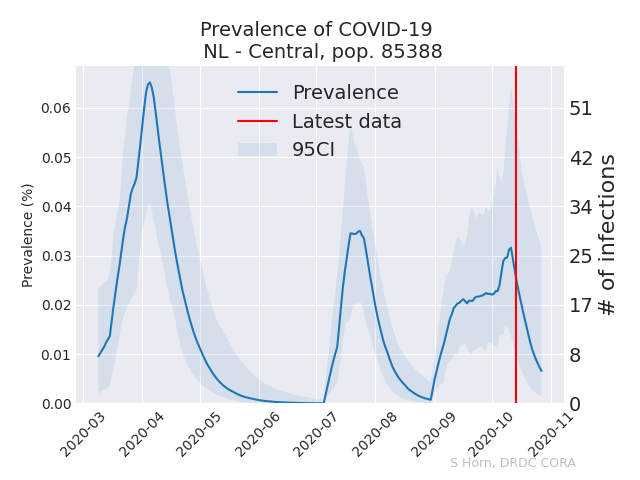 Prevalence of COVID-19
NL - Central, pop. 85388
Prevalence
Latest data
95CI
Prevalence (%)
0.06
0.05
0.04
0.03
0.02
0.01
0.00
51
42
34
25
17
8
0
# of infections
2020-03
2020-04
2020-05
2020-06
2020-07
2020-08
2020-09
2020-10
2020-11
S Horn, DRDC CORA